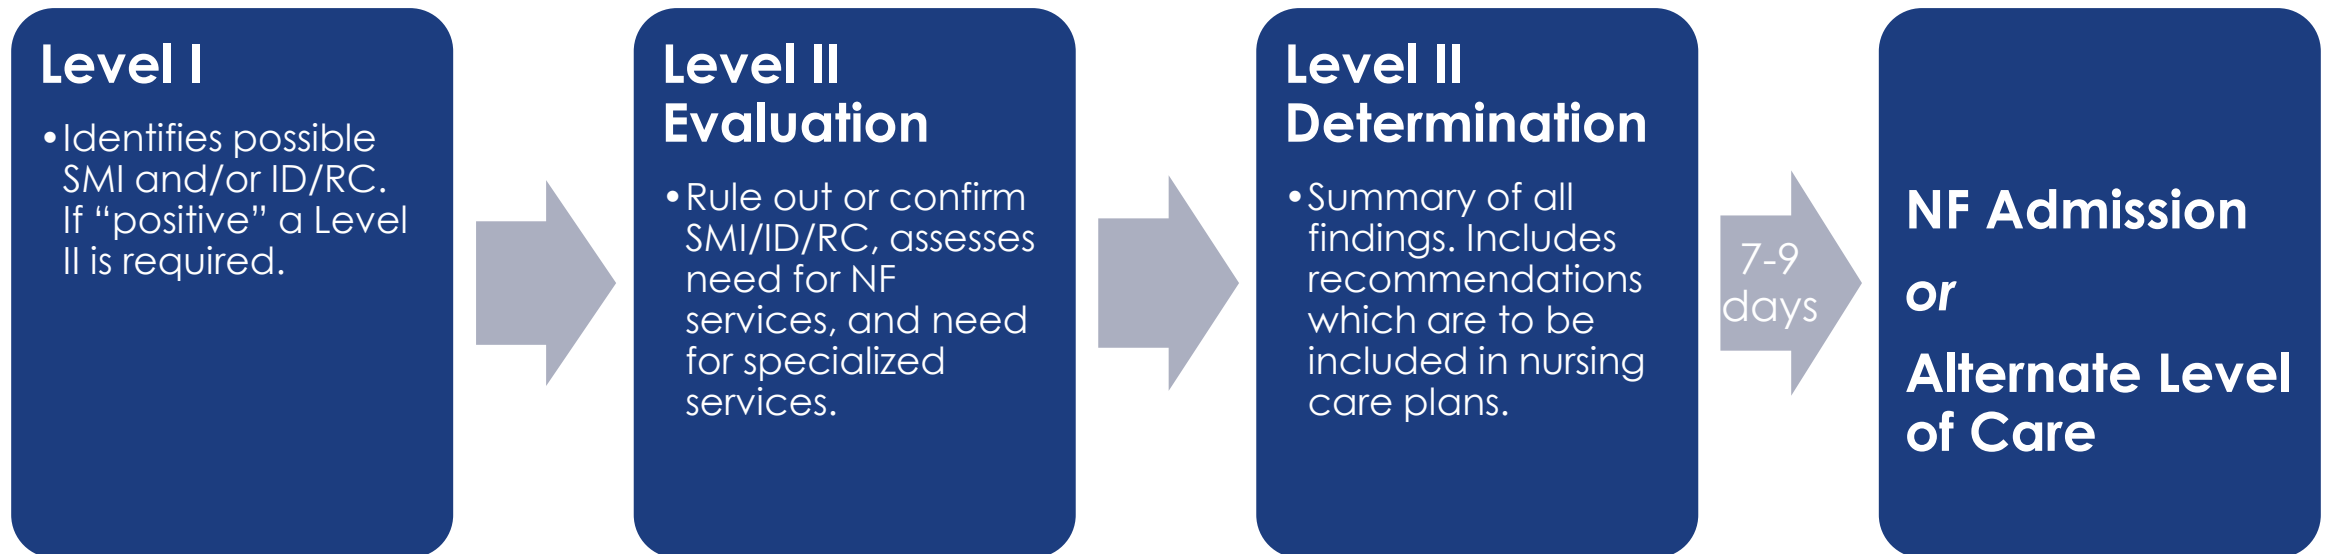 Level I
•Identifies possible
SMI and/or ID/RC.
If “positive” a Level
II is required.
Level II
Evaluation
•Rule out or confirm
SMI/ID/RC, assesses
need for NF
services, and need
for specialized
services.
Level II
Determination
•Summary of all
findings. Includes
recommendations
which are to be
included in nursing
care plans.
7-9
days
NF Admission
or
Alternate Level
of Care